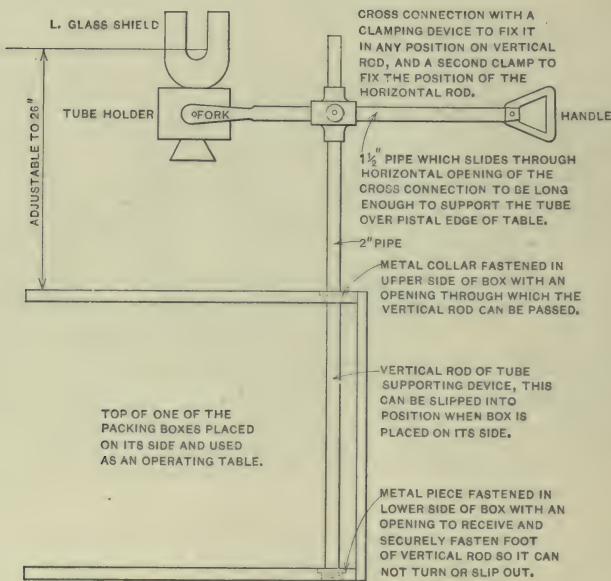 L. GLASS SHIELD
CROSS CONNECTION WITH A
CLAMPING DEVICE TO FIX IT
IN ANY POSITION ON VERTICAL
ROD, AND A SECOND CLAMP TO
FIX THE POSITION OF THE
HORIZONTAL ROD.
TUBE HOLDER
FORK
HANDLE
ADJUSTABLE TO 26"
1½" PIPE WHICH SLIDES THROUGH
HORIZONTAL OPENING OF THE
CROSS CONNECTION TO BE LONG
ENOUGH TO SUPPORT THE TUBE
OVER PISTAL EDGE OF TABLE.
2" PIPE
METAL COLLAR FASTENED IN
UPPER SIDE OF BOX WITH AN
OPENING THROUGH WHICH THE
VERTICAL ROD CAN BE PASSED.
VERTICAL ROD OF TUBE
SUPPORTING DEVICE, THIS
CAN BE SLIPPED INTO
POSITION WHEN BOX IS
PLACED ON ITS SIDE.
TOP OF ONE OF THE
PACKING BOXES PLACED
ON ITS SIDE AND USED
AS AN OPERATING TABLE.
METAL PIECE FASTENED IN
LOWER SIDE OF BOX WITH AN
OPENING TO RECEIVE AND
SECURELY FASTEN FOOT
OF VERTICAL ROD SO IT CAN
NOT TURN OR SLIP OUT.